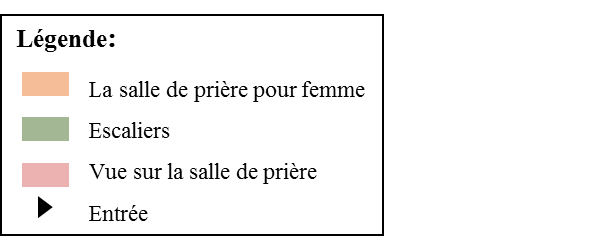 Légende:
La salle de prière pour femme
Escaliers
Vue sur la salle de prière
Entrée